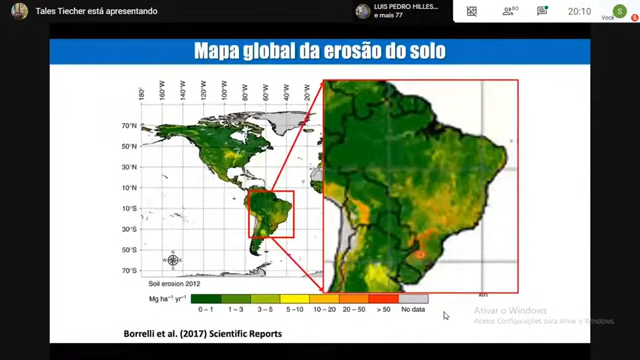 Tales Tiecher está apresentando
LUIS PEDRO HILLES...
e mais 77
80
20:10
S
Você
Mapa global da erosão do solo
180° 160°W 140°W 120°W 100°W 80°W 60°W 40°W 20°W
70°N
50°N
30°N
10°N
10°S
30°S
50°S
70°S
Soil erosion 2012
Mg ha⁻¹ yr⁻¹
0 - 1 1 - 3 3 - 5 5 -10 10 - 20 20 - 50 > 50 No data
Ativar o Windows
Acesse Configurações para ativar o Windows.
Borrelli et al. (2017) Scientific Reports